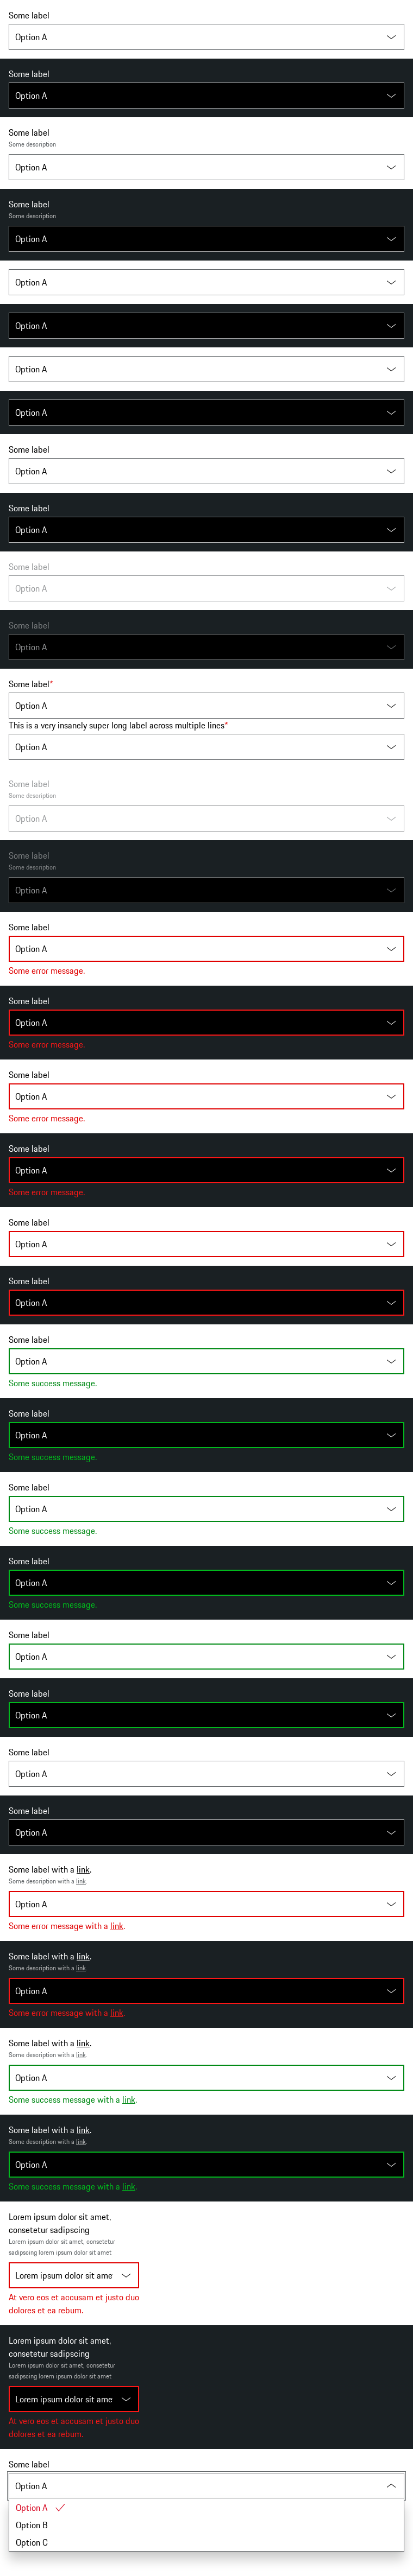 Some label
Option A
Some label
Option A
Some label
Some description
Option A
Some label
Some description
Option A
Option A
Option A
Option A
Option A
Some label
Option A
Some label
Option A
Some label
Option A
Some label
Option A
Some label*
Option A
This is a very insanely super long label across multiple lines*
Option A
Some label
Some description
Option A
Some label
Some description
Option A
Some label
Option A
Some error message.
Some label
Option A
Some error message.
Some label
Option A
Some error message.
Some label
Option A
Some error message.
Some label
Option A
Some label
Option A
Some label
Option A
Some success message.
Some label
Option A
Some success message.
Some label
Option A
Some success message.
Some label
Option A
Some success message.
Some label
Option A
Some label
Option A
Some label
Option A
Some label
Option A
Some label with a link.
Some description with a link.
Option A
Some error message with a link.
Some label with a link.
Some description with a link.
Option A
Some error message with a link.
Some label with a link.
Some description with a link.
Option A
Some success message with a link.
Some label with a link.
Some description with a link.
Option A
Some success message with a link.
Lorem ipsum dolor sit amet,
consetetur sadipscing
Lorem ipsum dolor sit amet, consetetur
sadipscing lorem ipsum dolor sit amet
Lorem ipsum dolor sit ame
At vero eos et accusam et justo duo
dolores et ea rebum.
Lorem ipsum dolor sit amet,
consetetur sadipscing
Lorem ipsum dolor sit amet, consetetur
sadipscing lorem ipsum dolor sit amet
Lorem ipsum dolor sit ame
At vero eos et accusam et justo duo
dolores et ea rebum.
Some label
Option A
Option A
Option B
Option C